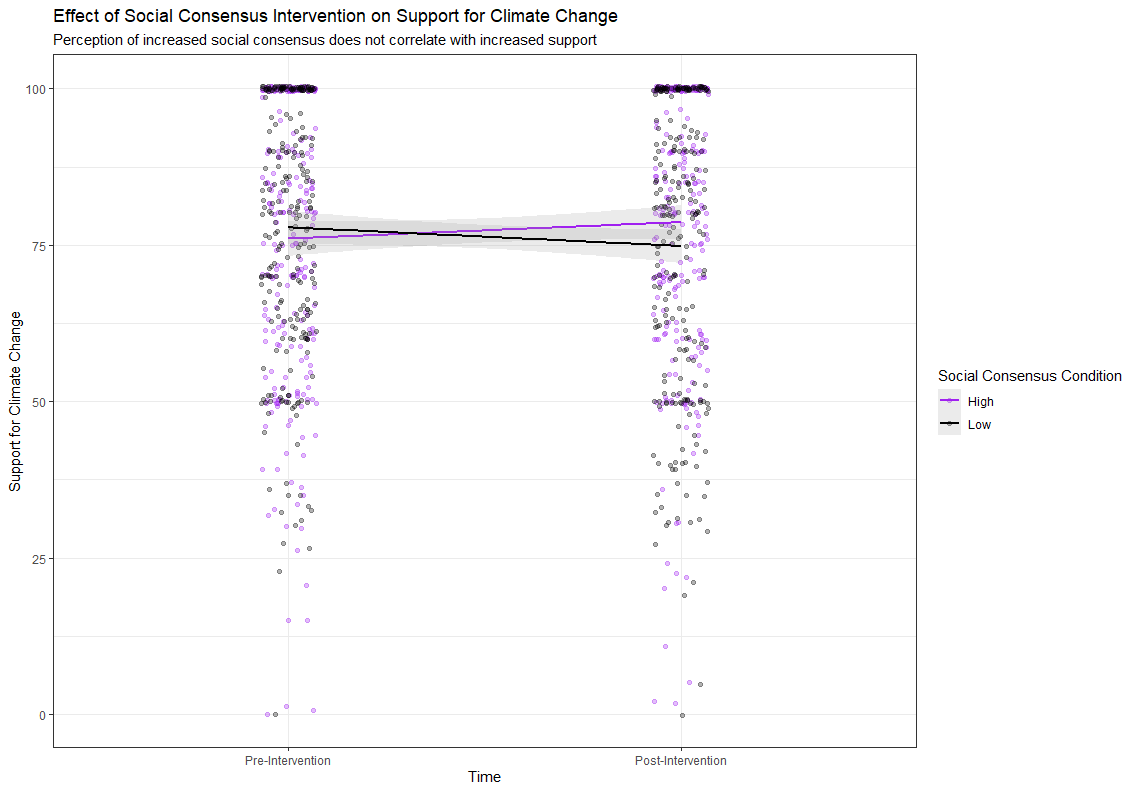 Effect of Social Consensus Intervention on Support for Climate Change
Perception of increased social consensus does not correlate with increased support
100
75
50
25
0
Support for Climate Change
Pre-Intervention
Post-Intervention
Time
Social Consensus Condition
High
Low